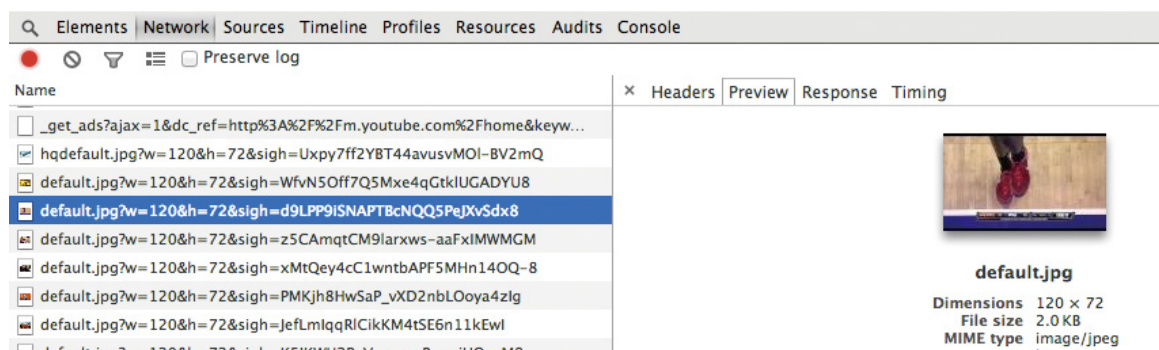 Elements Network Sources Timeline Profiles Resources Audits Console
Preserve log
Name
× Headers Preview Response Timing
_get_ads?ajax=1&dc_ref=http%3A%2F%2Fm.youtube.com%2Fhome&keyw...
hqdefault.jpg?w=120&h=72&sigh=Uxpy7ff2YBT44avusvMOl-BV2mQ
default.jpg?w=120&h=72&sigh=WfvN5Off7Q5Mxe4qGtklUGADYU8
default.jpg?w=120&h=72&sigh=d9LPP9iSNAPTBcNQQ5PeJXvSdx8
default.jpg?w=120&h=72&sigh=z5CAmqtCM9larxws-aaFxIMWMGM
default.jpg?w=120&h=72&sigh=xMtQey4cC1wntbAPF5MHn14OQ-8
default.jpg?w=120&h=72&sigh=PMKjh8HwSaP_vXD2nbLOoya4zIg
default.jpg?w=120&h=72&sigh=JefLmIqqRlCikKM4tSE6n11kEwI
default.jpg
Dimensions 120 × 72
File size 2.0KB
MIME type image/jpeg